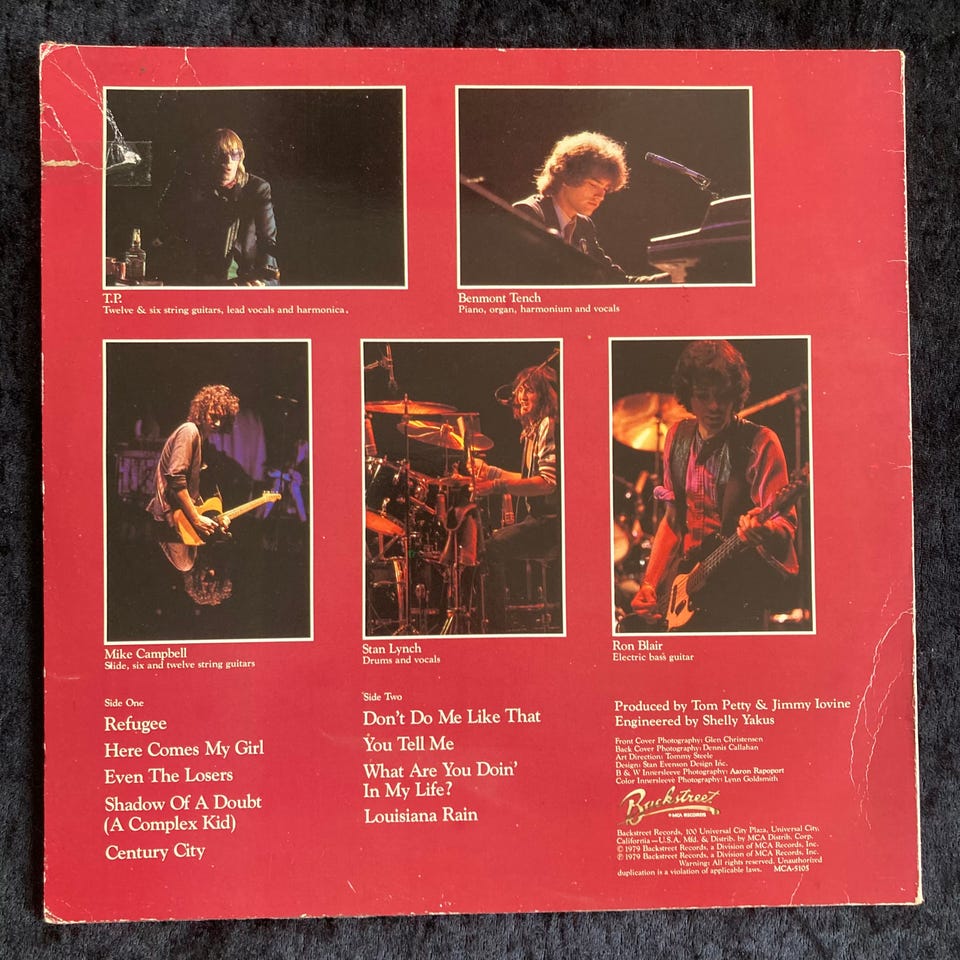 T.P.
Twelve & six string guitars, lead vocals and harmonica.
Benmont Tench
Piano, organ, harmonium and vocals
Mike Campbell
Slide, six and twelve string guitars
Stan Lynch
Drums and vocals
Ron Blair
Electric bass guitar
Side One
Refugee
Here Comes My Girl
Even The Losers
Shadow Of A Doubt
(A Complex Kid)
Century City
Side Two
Don't Do Me Like That
You Tell Me
What Are You Doin'
In My Life?
Louisiana Rain
Produced by Tom Petty & Jimmy Iovine
Engineered by Shelly Yakus
Front Cover Photography: Glen Christensen
Back Cover Photography: Dennis Callahan
Art Direction: Tommy Steele
Design: Stan Evenson Design Inc.
B & W Innersleeve Photography: Aaron Rapoport
Color Innersleeve Photography: Lynn Goldsmith
Backstreet
MCA RECORDS
Backstreet Records, 100 Universal City Plaza, Universal City,
California—U.S.A. Mfd. & Distrib. by MCA Distrib. Corp.
© 1979 Backstreet Records, a Division of MCA Records, Inc.
℗ 1979 Backstreet Records, a Division of MCA Records, Inc.
Warning: All rights reserved. Unauthorized
duplication is a violation of applicable laws. MCA-5105